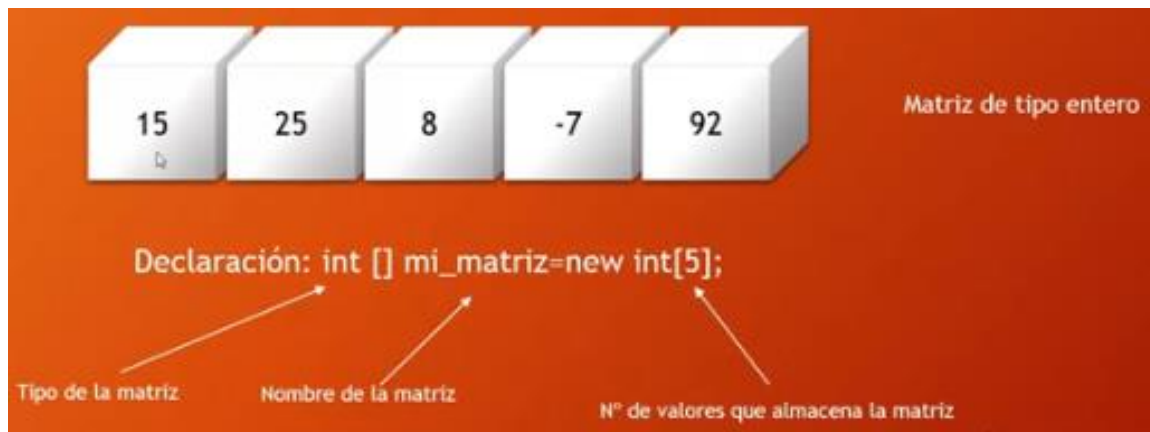 15 25 8 -7 92
Matriz de tipo entero
Declaración: int [] mi_matriz=new int[5];
Tipo de la matriz
Nombre de la matriz
Nº de valores que almacena la matriz